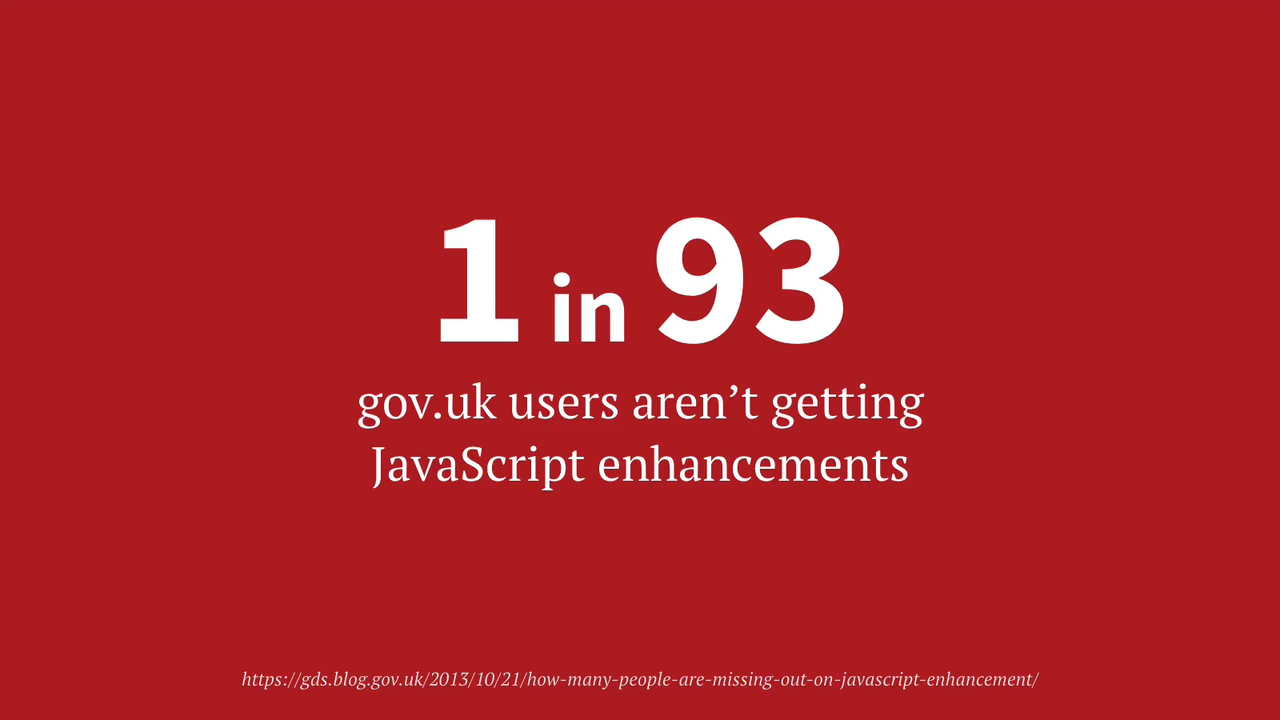 1 in 93
gov.uk users aren’t getting
JavaScript enhancements
https://gds.blog.gov.uk/2013/10/21/how-many-people-are-missing-out-on-javascript-enhancement/